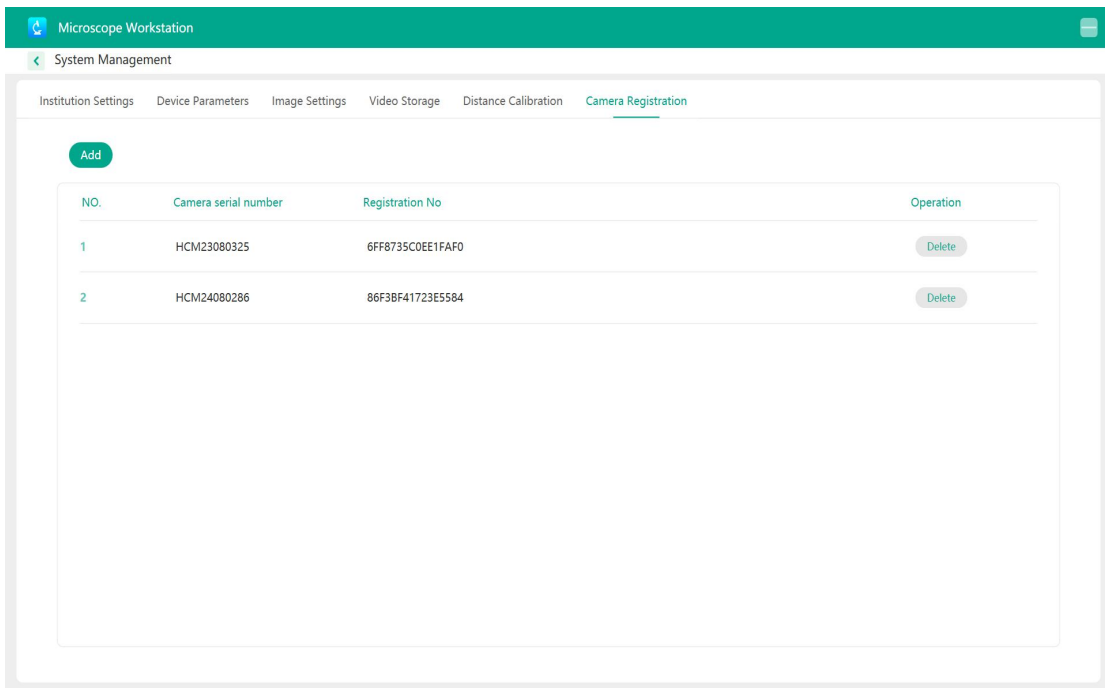 Microscope Workstation
System Management
Institution Settings Device Parameters Image Settings Video Storage Distance Calibration Camera Registration
Add
NO. Camera serial number Registration No Operation
1 HCM23080325 6FF8735C0EE1FAF0 Delete
2 HCM24080286 86F3BF41723E5584 Delete